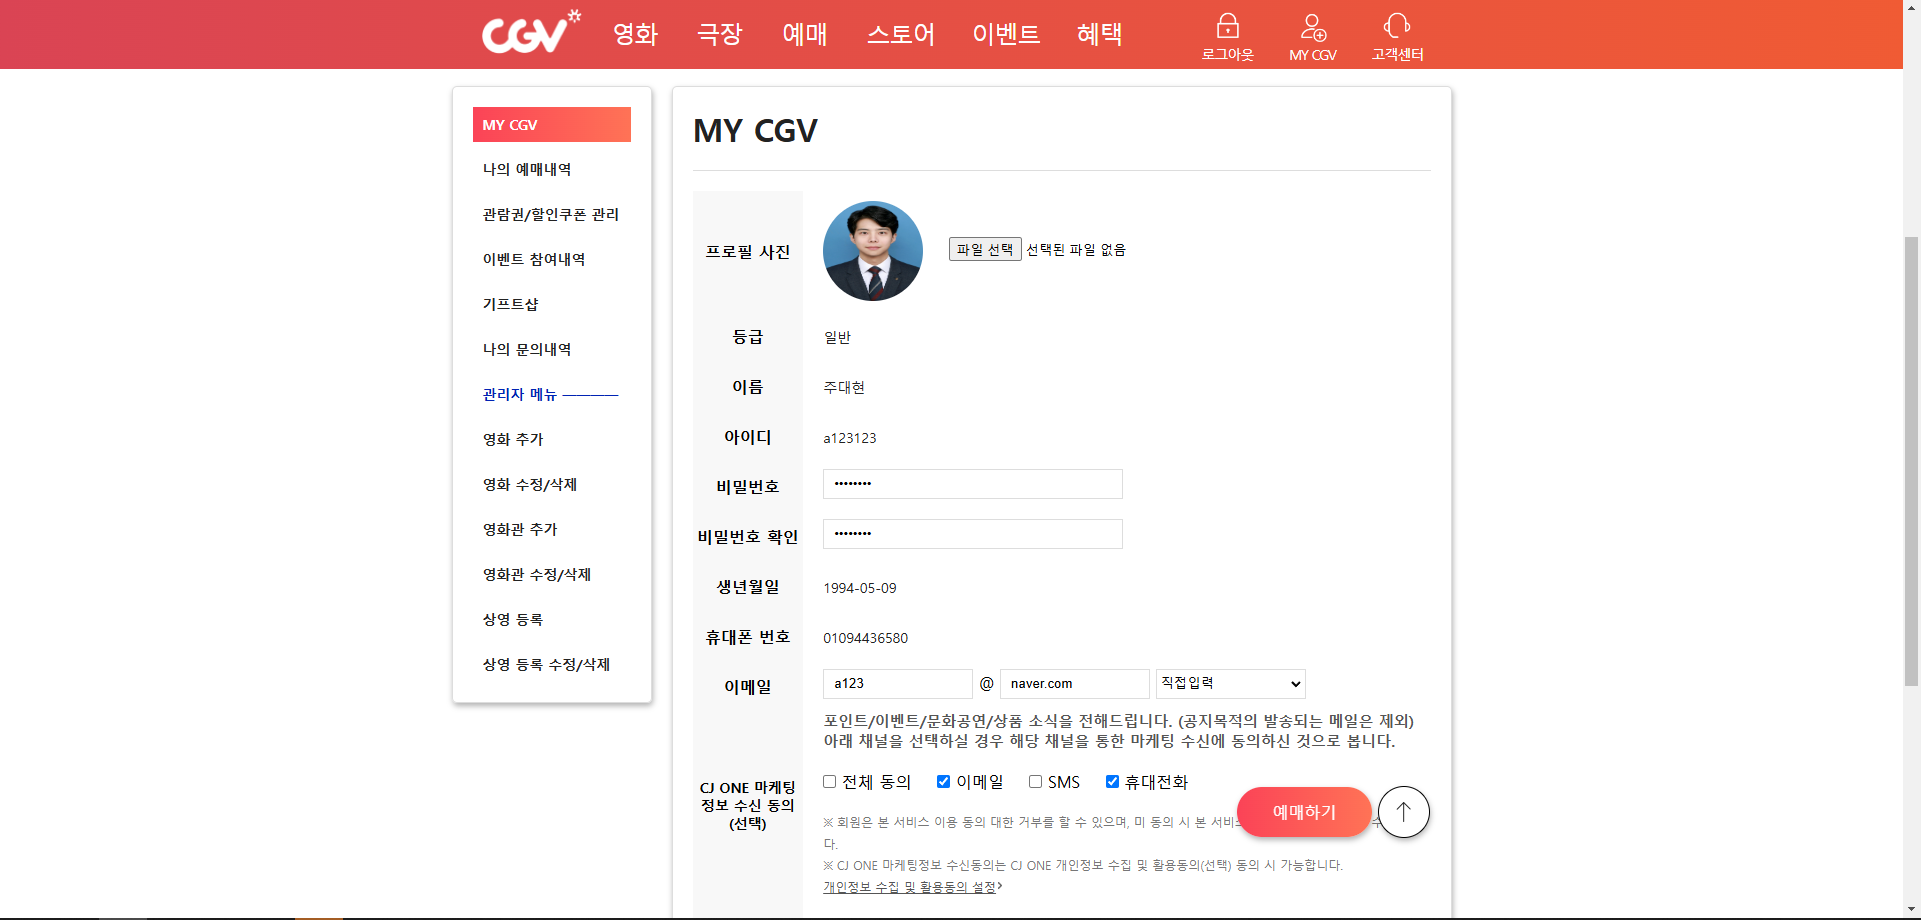 CGV 영화 극장 예매 스토어 이벤트 혜택 로그아웃 MY CGV 고객센터
MY CGV
나의 예매내역
관람권/할인쿠폰 관리
이벤트 참여내역
기프트샵
나의 문의내역
관리자 메뉴 ─────
영화 추가
영화 수정/삭제
영화관 추가
영화관 수정/삭제
상영 등록
상영 등록 수정/삭제
MY CGV
프로필 사진 파일 선택 선택된 파일 없음
등급 일반
이름 주대현
아이디 a123123
비밀번호 ••••••••
비밀번호 확인 ••••••••
생년월일 1994-05-09
휴대폰 번호 01094436580
이메일 a123 @ naver.com 직접입력
포인트/이벤트/문화공연/상품 소식을 전해드립니다. (공지목적의 발송되는 메일은 제외)
아래 채널을 선택하실 경우 해당 채널을 통한 마케팅 수신에 동의하신 것으로 봅니다.
CJ ONE 마케팅
정보 수신 동의
(선택)
전체 동의 이메일 SMS 휴대전화
※ 회원은 본 서비스 이용 동의 대한 거부를 할 수 있으며, 미 동의 시 본 서비스
다.
※ CJ ONE 마케팅정보 수신동의는 CJ ONE 개인정보 수집 및 활용동의(선택) 동의 시 가능합니다.
개인정보 수집 및 활용동의 설정>
예매하기